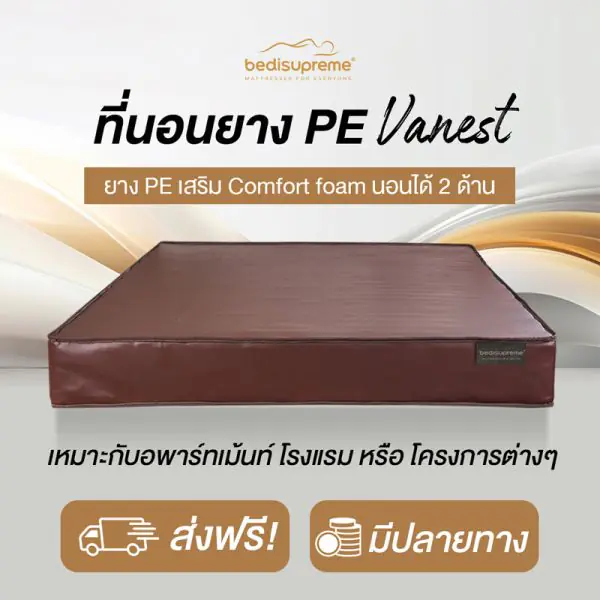 bedisupreme®
MATTRESSES FOR EVERYONE
ที่นอนยาง PE Vanest
ยาง PE เสริม Comfort foam นอนได้ 2 ด้าน
bedisupreme®
เหมาะกับอพาร์ทเม้นท์ โรงแรม หรือ โครงการต่างๆ
ส่งฟรี!
มีปลายทาง